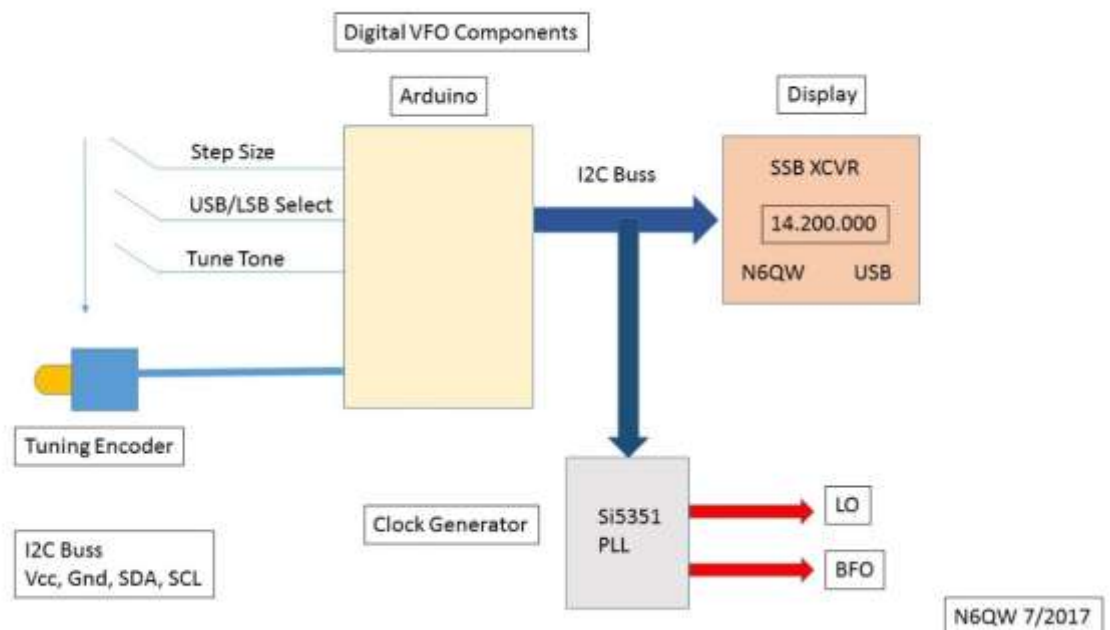 Digital VFO Components
Arduino
Display
Step Size
USB/LSB Select
Tune Tone
I2C Buss
SSB XCVR
14.200.000
N6QW USB
Tuning Encoder
Clock Generator
Si5351
PLL
LO
BFO
I2C Buss
Vcc, Gnd, SDA, SCL
N6QW 7/2017